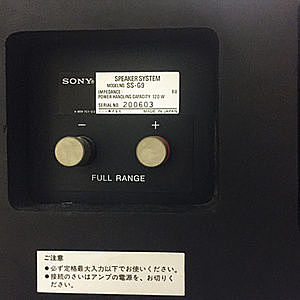 SONY
SPEAKER SYSTEM
MODEL NO. SS-G9
IMPEDANCE 8Ω
POWER HANDLING CAPACITY 120 W
SERIAL NO. 200603
MADE IN JAPAN
− +
FULL RANGE
ご注意
●必ず定格最大入力以下でお使いください。
●接続のさいはアンプの電源を、お切りく
ださい。